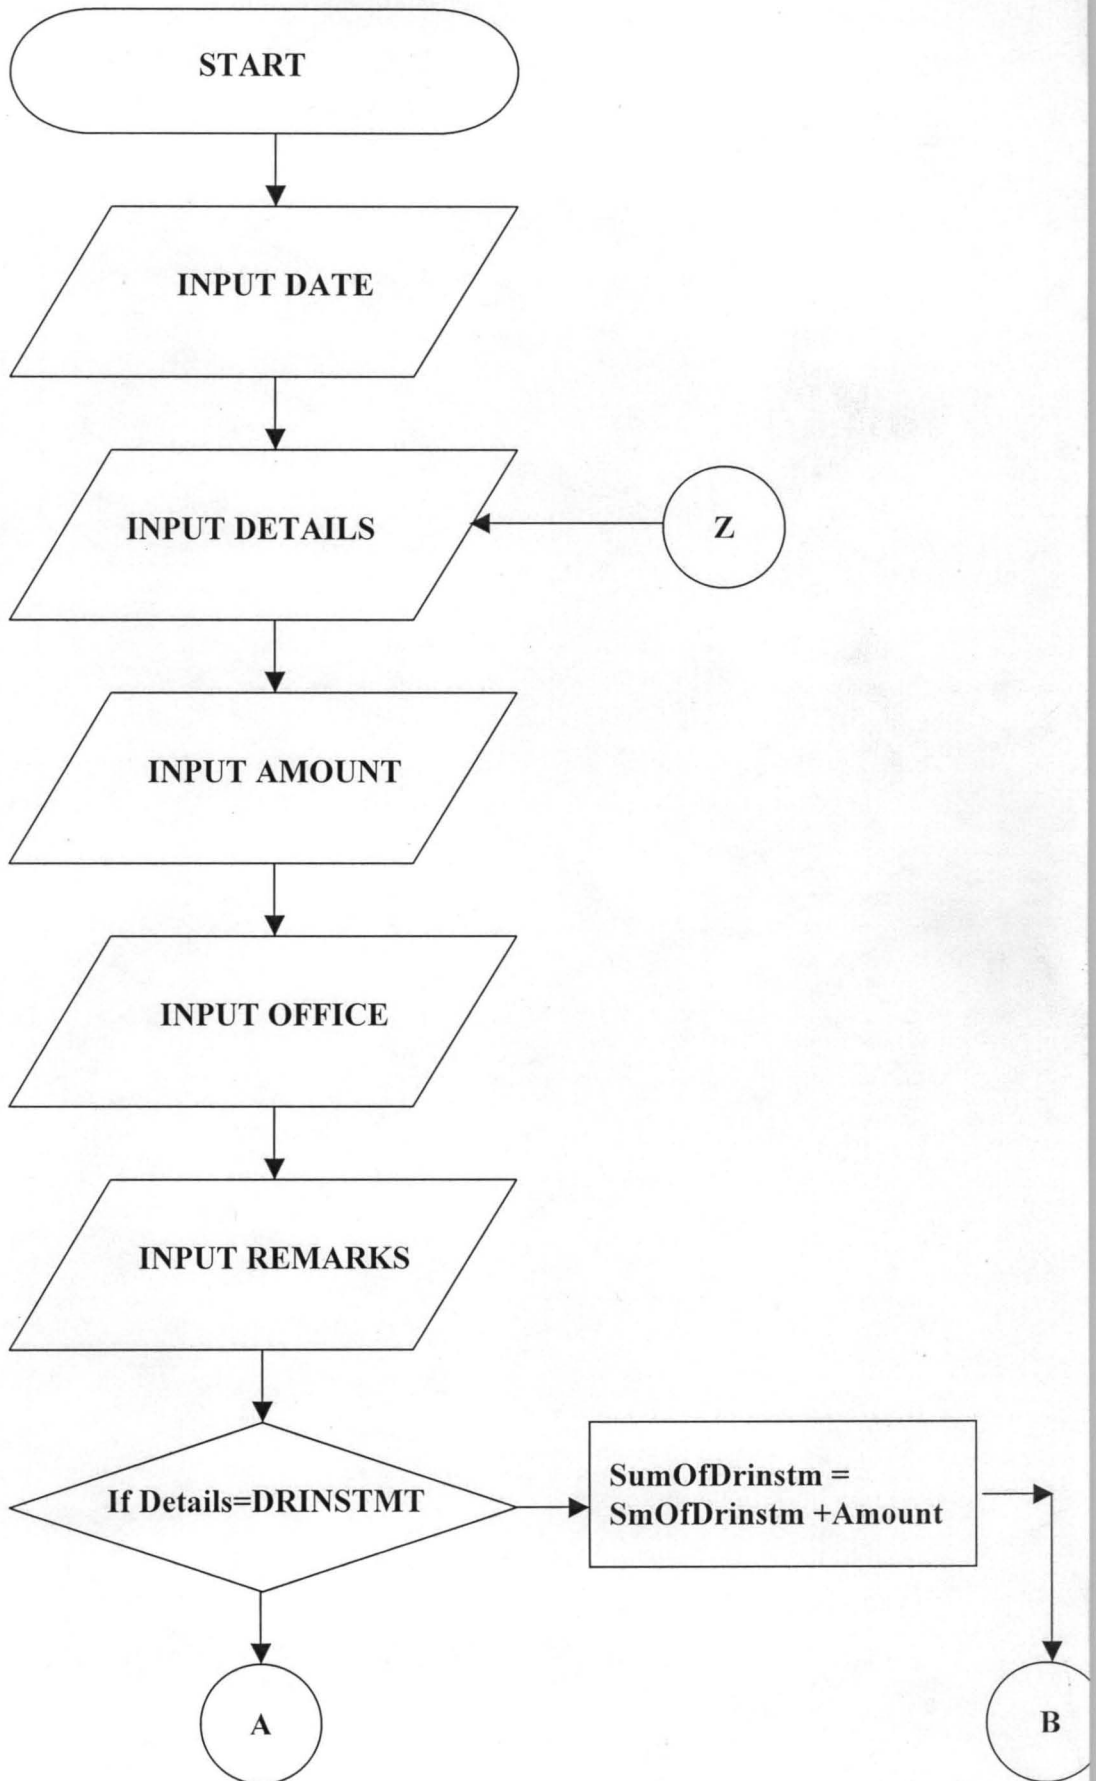 START
INPUT DATE
INPUT DETAILS
Z
INPUT AMOUNT
INPUT OFFICE
INPUT REMARKS
If Details=DRINSTMT
SumOfDrinstm =
SmOfDrinstm +Amount
A
B